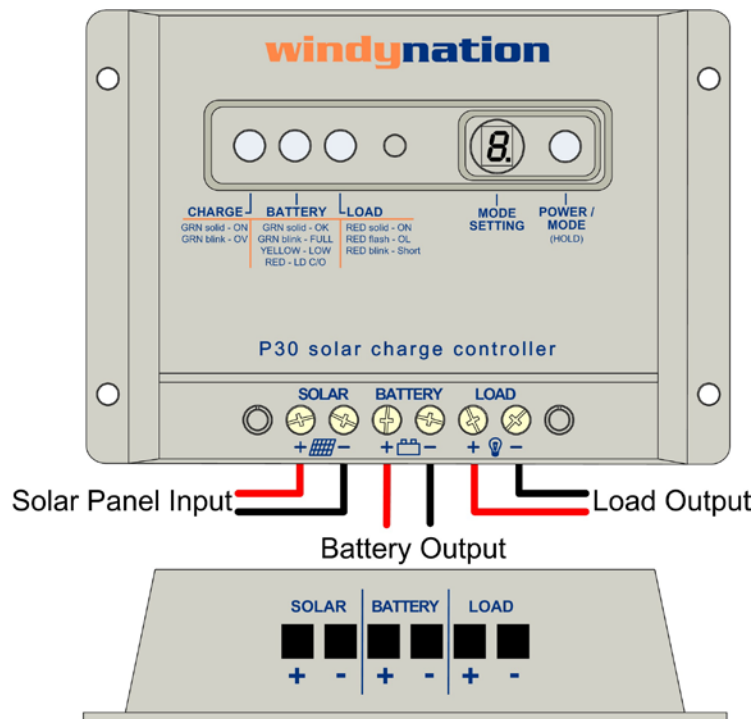 windynation
8.
CHARGE BATTERY LOAD
GRN solid - ON GRN solid - OK RED solid - ON
GRN blink - OV GRN blink - FULL RED flash - OL
YELLOW - LOW RED blink - Short
RED - LD C/O
MODE SETTING
POWER / MODE
(HOLD)
P30 solar charge controller
SOLAR BATTERY LOAD
+ − + − + −
Solar Panel Input
Load Output
Battery Output
SOLAR BATTERY LOAD
+ - + - + -